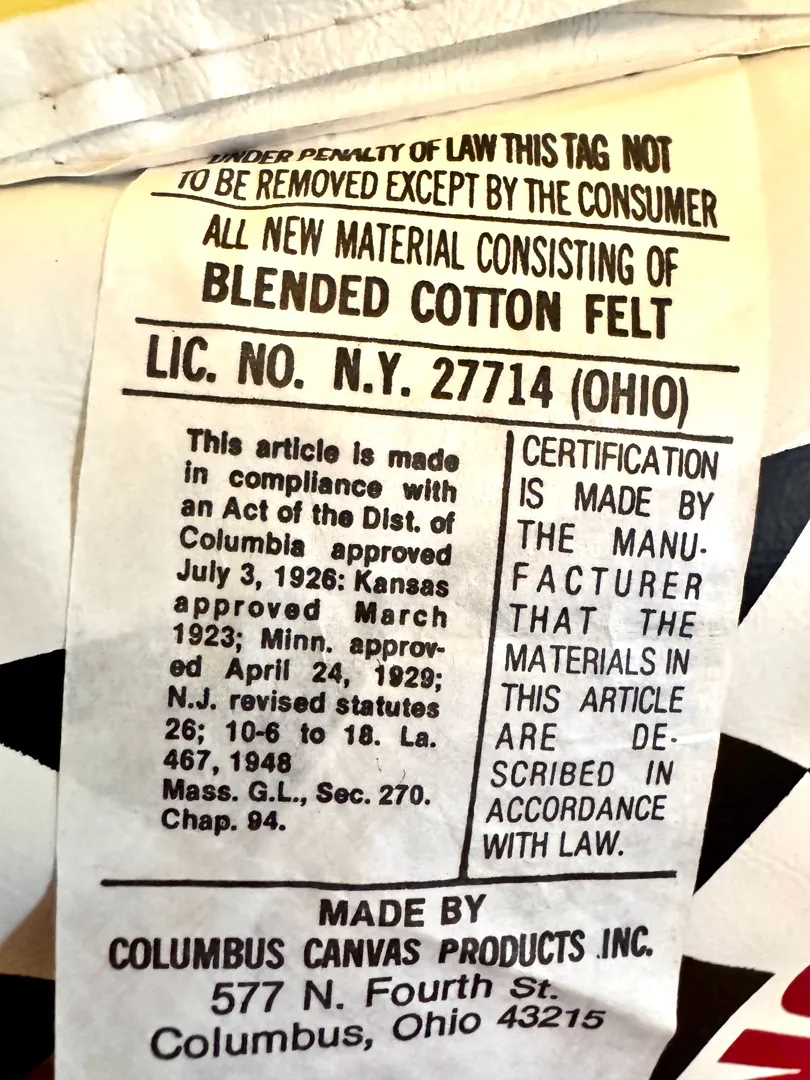 UNDER PENALTY OF LAW THIS TAG NOT
TO BE REMOVED EXCEPT BY THE CONSUMER
ALL NEW MATERIAL CONSISTING OF
BLENDED COTTON FELT
LIC. NO. N.Y. 27714 (OHIO)
This article is made
in compliance with
an Act of the Dist. of
Columbia approved
July 3, 1926: Kansas
approved March
1923; Minn. approv-
ed April 24, 1929;
N.J. revised statutes
26; 10-6 to 18. La.
467, 1948
Mass. G.L., Sec. 270.
Chap. 94.
CERTIFICATION
IS MADE BY
THE MANU-
FACTURER
THAT THE
MATERIALS IN
THIS ARTICLE
ARE DE-
SCRIBED IN
ACCORDANCE
WITH LAW.
MADE BY
COLUMBUS CANVAS PRODUCTS INC.
577 N. Fourth St.
Columbus, Ohio 43215